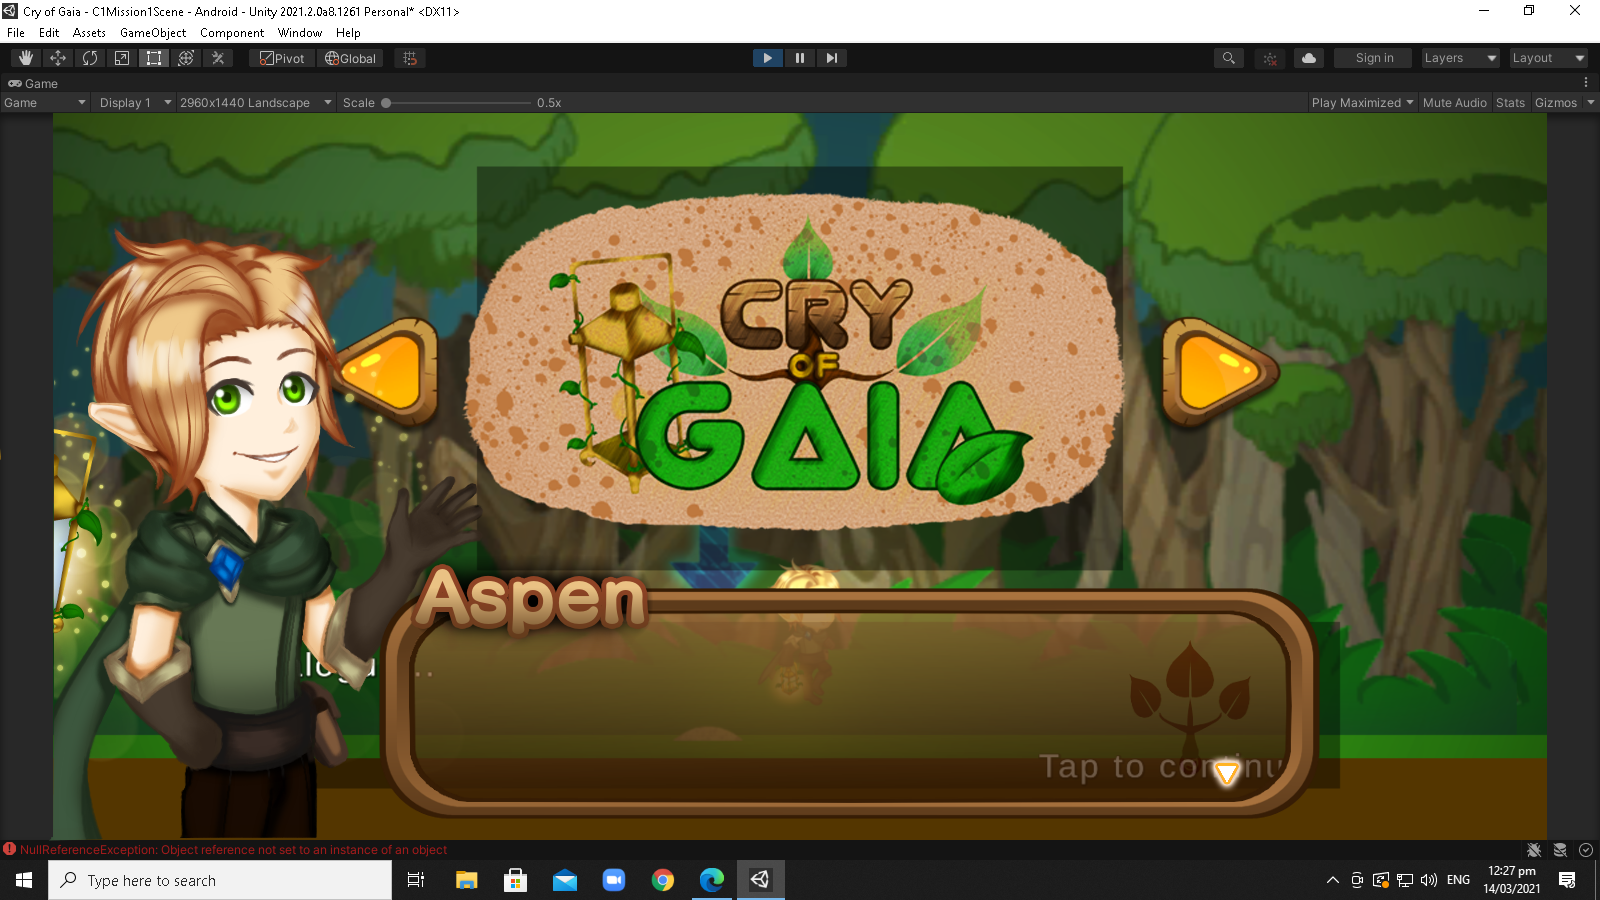 Cry of Gaia - C1Mission1Scene - Android - Unity 2021.2.0a8.1261 Personal* <DX11>
File Edit Assets GameObject Component Window Help
Pivot Global Sign in Layers Layout
Game
Game Display 1 2960x1440 Landscape Scale 0.5x Play Maximized Mute Audio Stats Gizmos
CRY
OF
GAIA
Aspen
Tap to continu
NullReferenceException: Object reference not set to an instance of an object
Type here to search
ENG
12:27 pm
14/03/2021